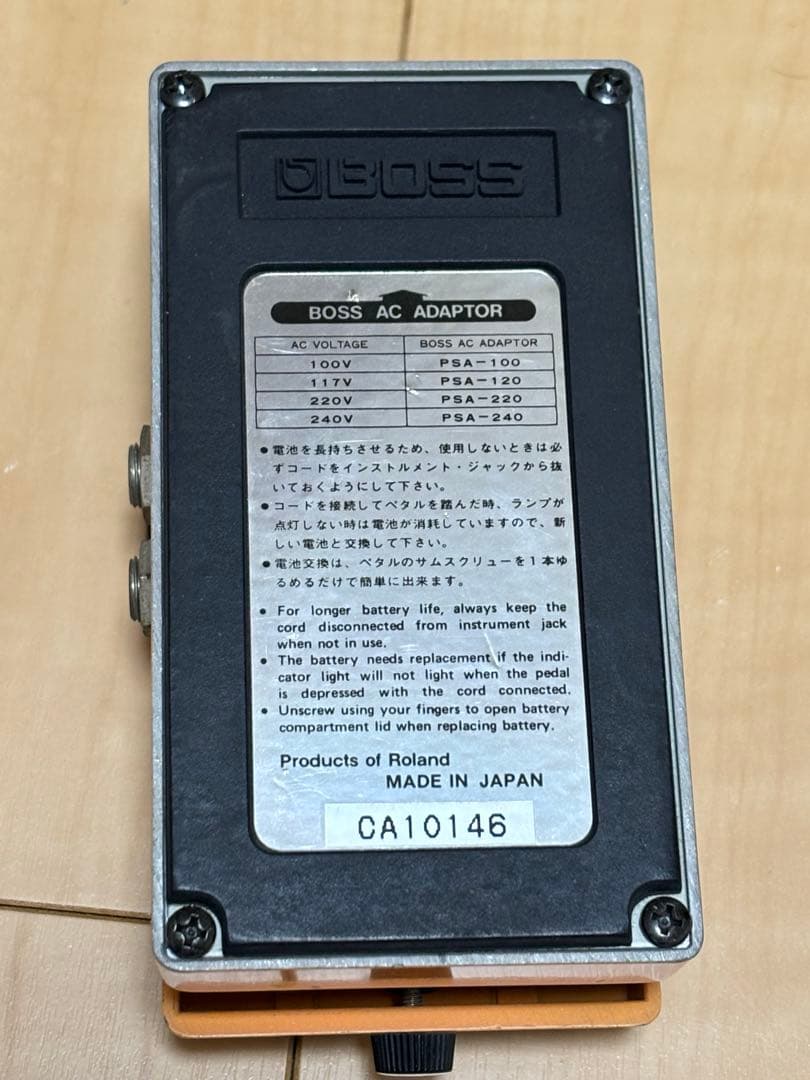 BOSS
BOSS AC ADAPTOR
AC VOLTAGE BOSS AC ADAPTOR
100V PSA-100
117V PSA-120
220V PSA-220
240V PSA-240
●電池を長持ちさせるため、使用しないときは必
ずコードをインストルメント・ジャックから抜
いておくようにして下さい。
●コードを接続してペタルを踏んだ時、ランプが
点灯しない時は電池が消耗していますので、新
しい電池と交換して下さい。
●電池交換は、ペタルのサムスクリューを1本ゆ
るめるだけで簡単に出来ます。
● For longer battery life, always keep the
cord disconnected from instrument jack
when not in use.
● The battery needs replacement if the indi-
cator light will not light when the pedal
is depressed with the cord connected.
● Unscrew using your fingers to open battery
compartment lid when replacing battery.
Products of Roland
MADE IN JAPAN
CA10146